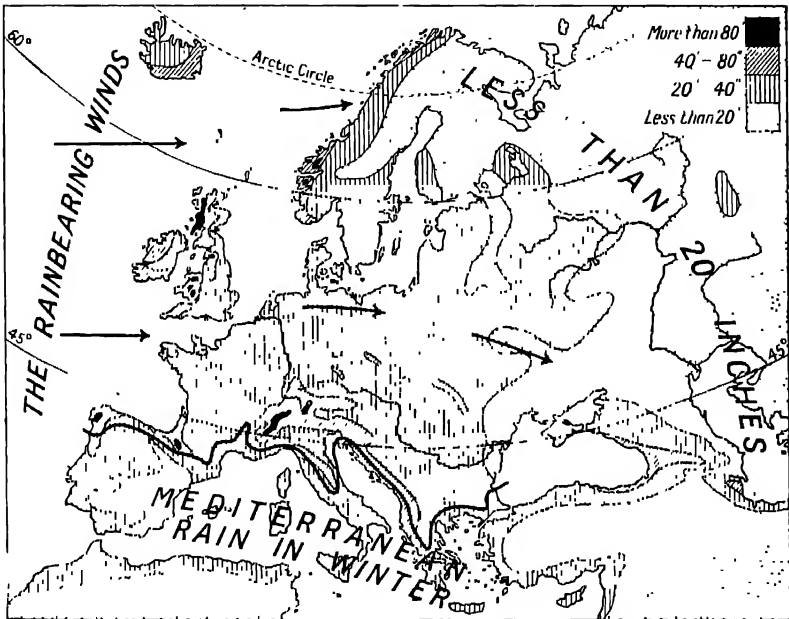 60°
Arctic Circle
More than 80"
40" - 80"
20" 40"
Less than 20"
THE RAINBEARING WINDS
LESS THAN 20 INCHES
45°
45°
MEDITERRANEAN
RAIN IN WINTER